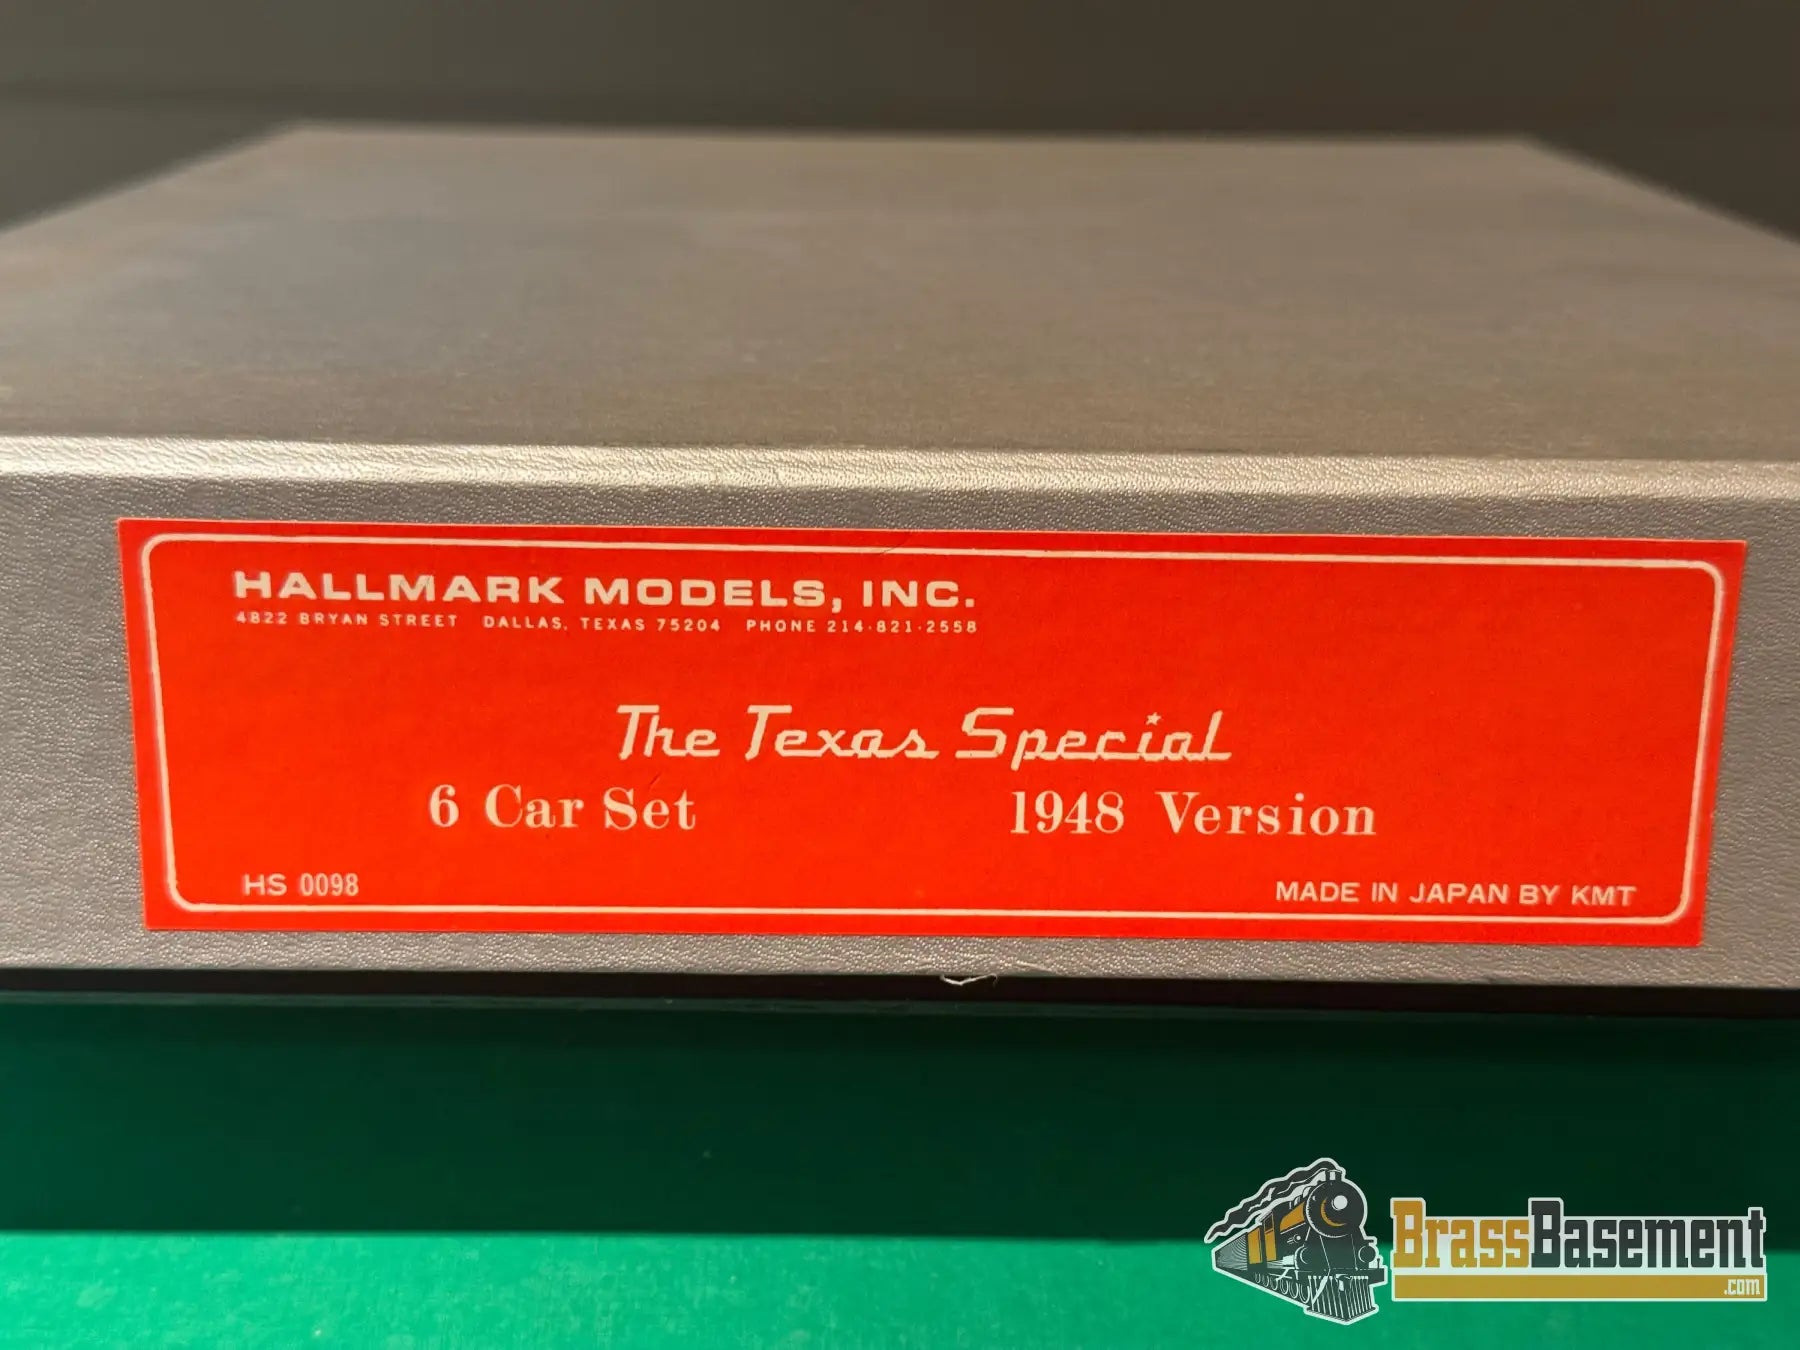 HALLMARK MODELS, INC.
4822 BRYAN STREET DALLAS, TEXAS 75204 PHONE 214·821·2558
The Texas Special
6 Car Set 1948 Version
HS 0098 MADE IN JAPAN BY KMT
BrassBasement
.com